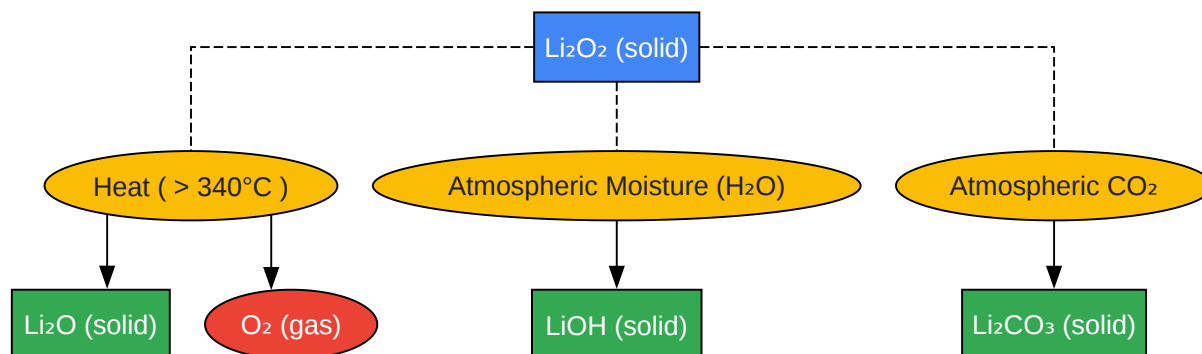 Li₂O₂ (solid)
Heat ( > 340°C )
Atmospheric Moisture (H₂O)
Atmospheric CO₂
Li₂O (solid)
O₂ (gas)
LiOH (solid)
Li₂CO₃ (solid)